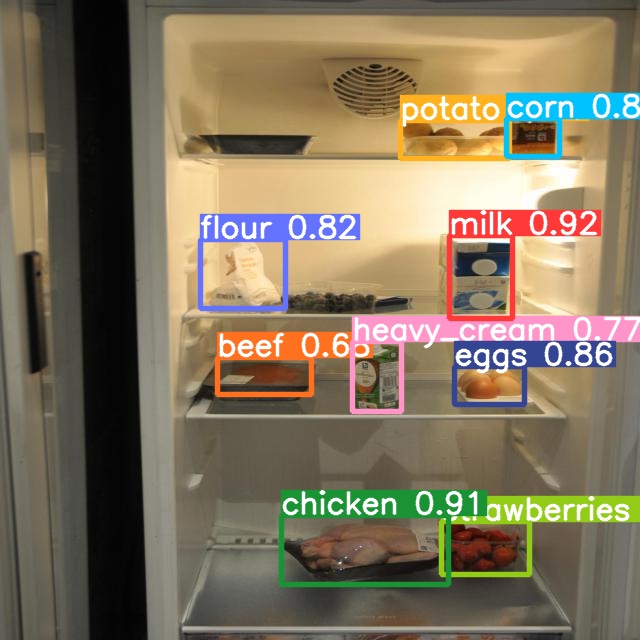 potato
corn 0.8
flour 0.82
milk 0.92
heavy_cream 0.77
beef 0.6
eggs 0.86
chicken 0.91
rawberries